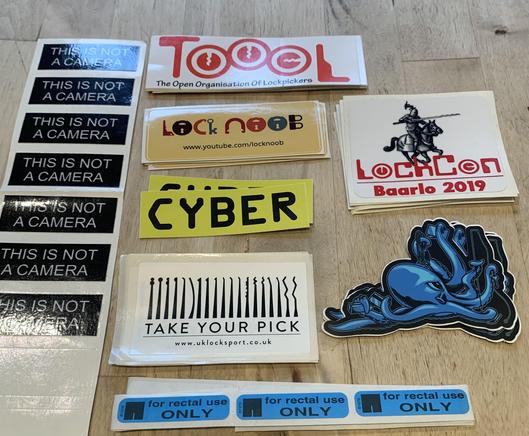 THIS IS NOT
A CAMERA
THIS IS NOT
A CAMERA
THIS IS NOT
A CAMERA
THIS IS NOT
A CAMERA
THIS IS NOT
A CAMERA
THIS IS NOT
A CAMERA
THIS IS NOT
A CAMERA
TOOOL
The Open Organisation Of Lockpickers
Lock NOOB
www.youtube.com/locknoob
CYBER
CYBER
TAKE YOUR PICK
www.uklocksport.co.uk
LockCon
Baarlo 2019
for rectal use
ONLY
for rectal use
ONLY
for rectal use
ONLY